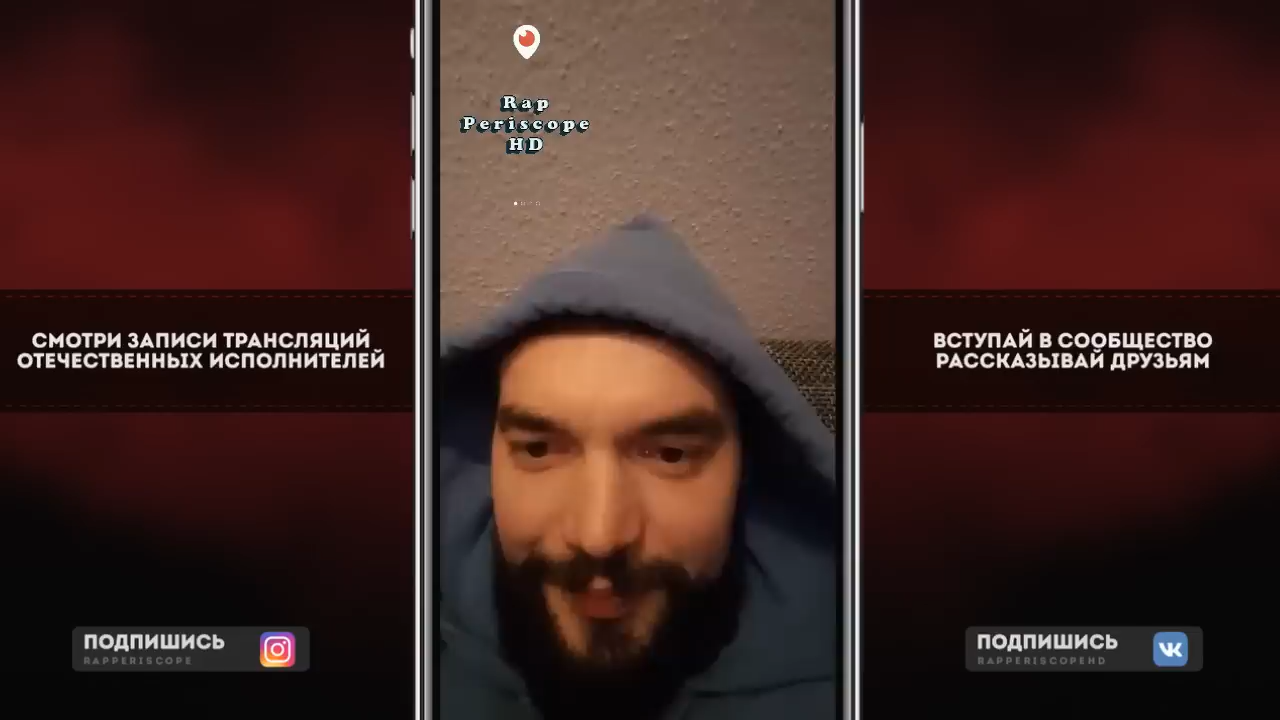 Rap
Periscope
HD
СМОТРИ ЗАПИСИ ТРАНСЛЯЦИЙ
ОТЕЧЕСТВЕННЫХ ИСПОЛНИТЕЛЕЙ
ВСТУПАЙ В СООБЩЕСТВО
РАССКАЗЫВАЙ ДРУЗЬЯМ
ПОДПИШИСЬ
RAPPERISCOPE
ПОДПИШИСЬ
RAPPERISCOPEHD